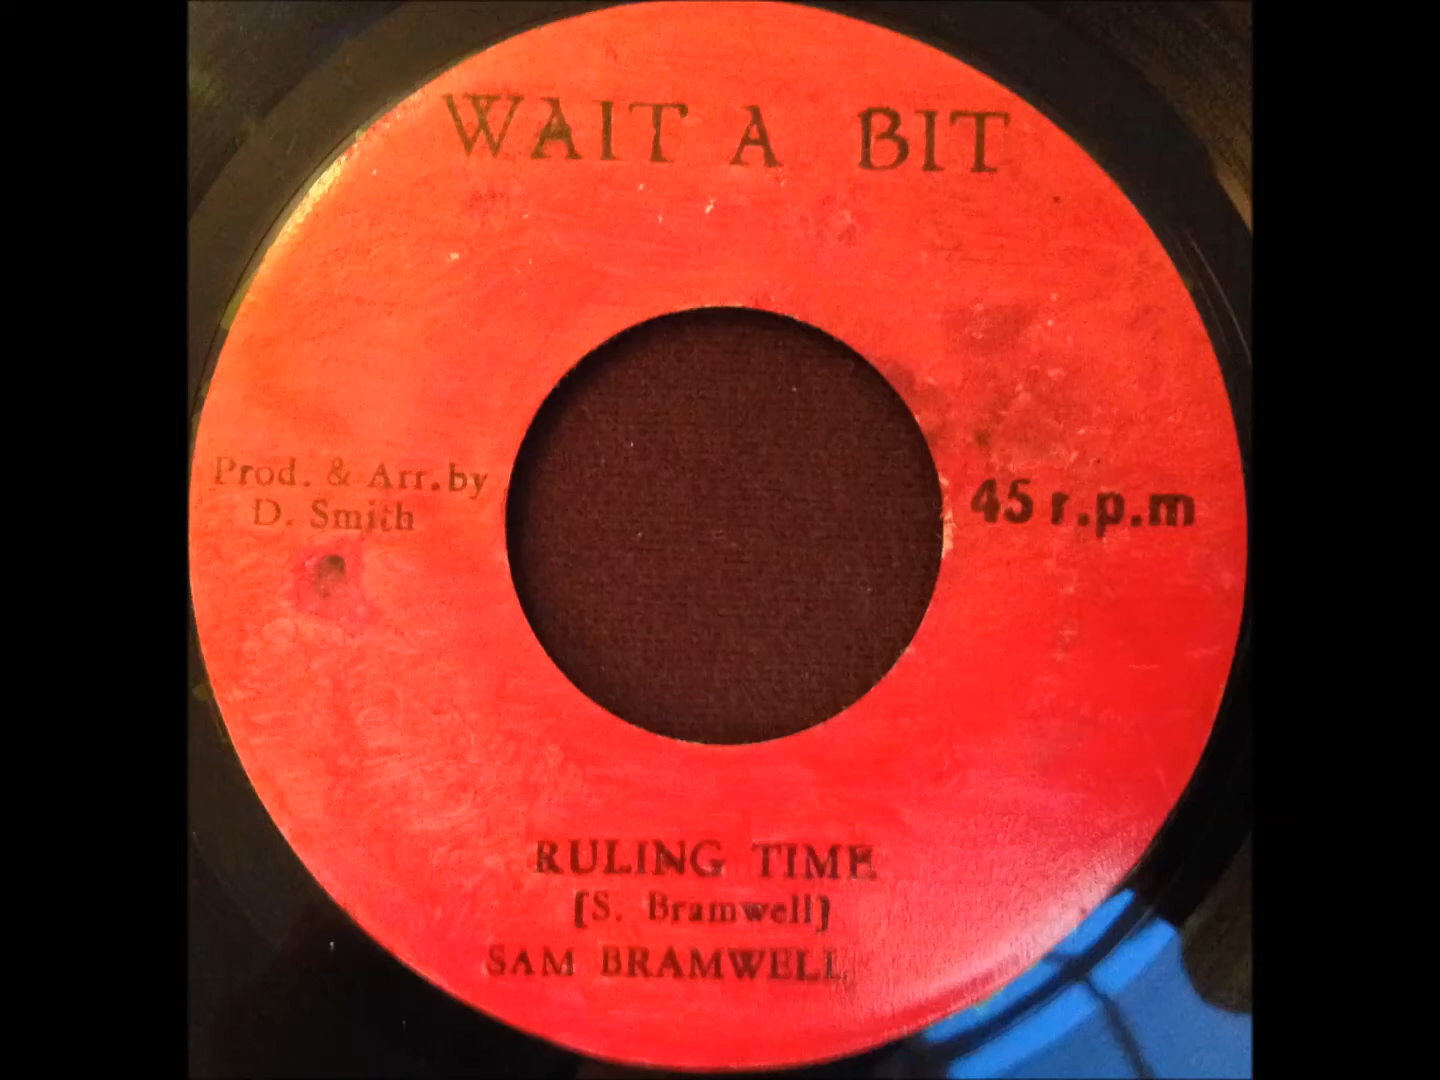 WAIT A BIT
Prod. & Arr. by
D. Smith
45 r.p.m
RULING TIME
[S. Bramwell]
SAM BRAMWELL